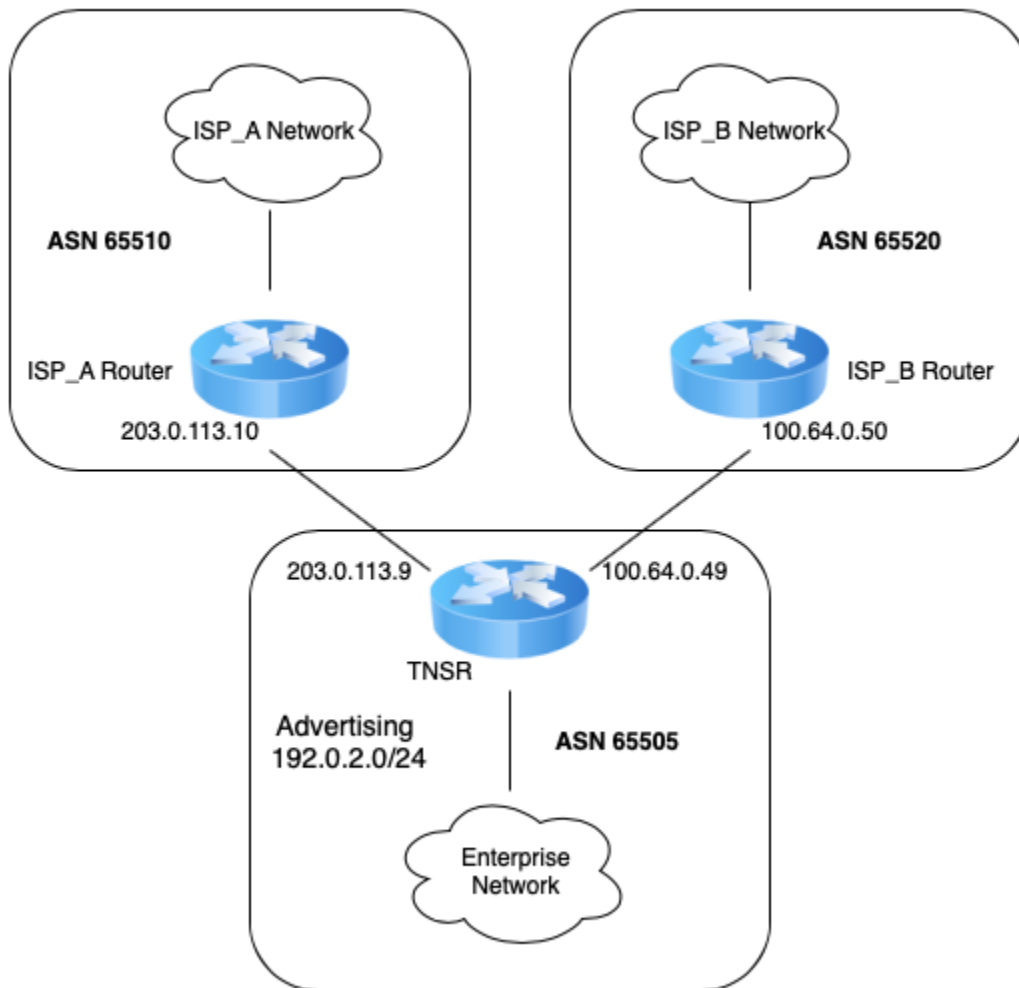 ISP_A Network
ISP_B Network
ASN 65510
ASN 65520
ISP_A Router
ISP_B Router
203.0.113.10
100.64.0.50
203.0.113.9
100.64.0.49
TNSR
Advertising
192.0.2.0/24
ASN 65505
Enterprise
Network